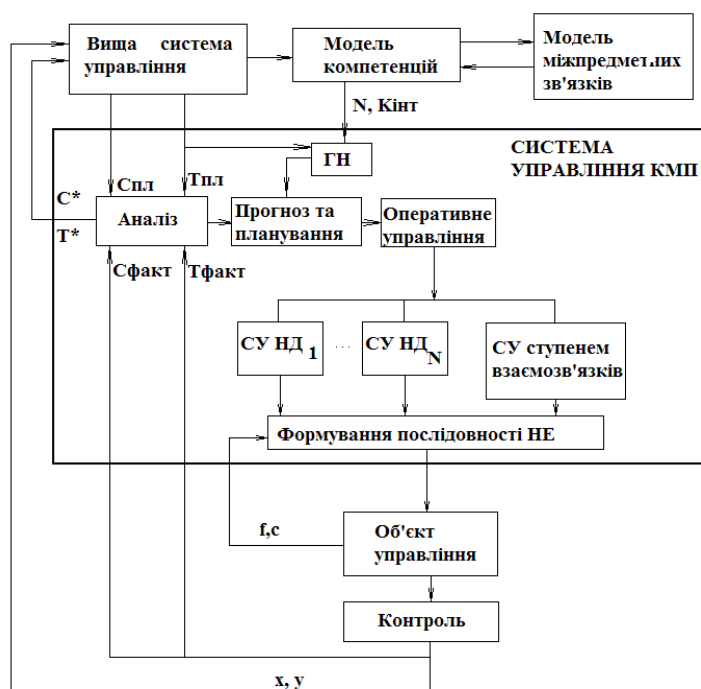 Вища система
управління
Модель
компетенцій
Модель
міжпредметних
зв'язків
N, Кінт
СИСТЕМА
УПРАВЛІННЯ КМП
ГН
Спл
Тпл
С*
Т*
Аналіз
Прогноз та
планування
Оперативне
управління
Сфакт
Тфакт
СУ НД 1
...
СУ НД N
СУ ступенем
взаємозв'язків
Формування послідовності НЕ
f,c
Об'єкт
управління
Контроль
x, y